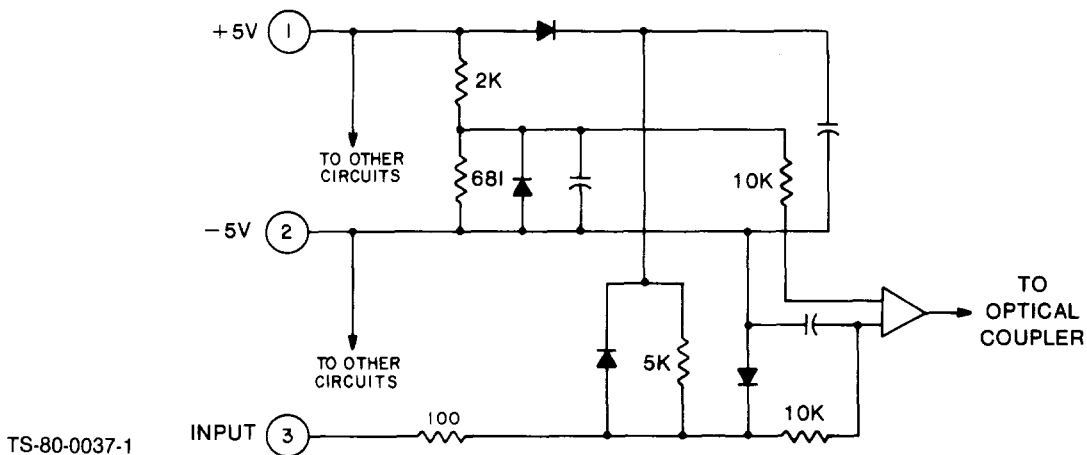 +5V 1
2K
TO OTHER
CIRCUITS
681
10K
-5V 2
TO
OPTICAL
COUPLER
TO OTHER
CIRCUITS
5K
10K
100
INPUT 3
TS-80-0037-1